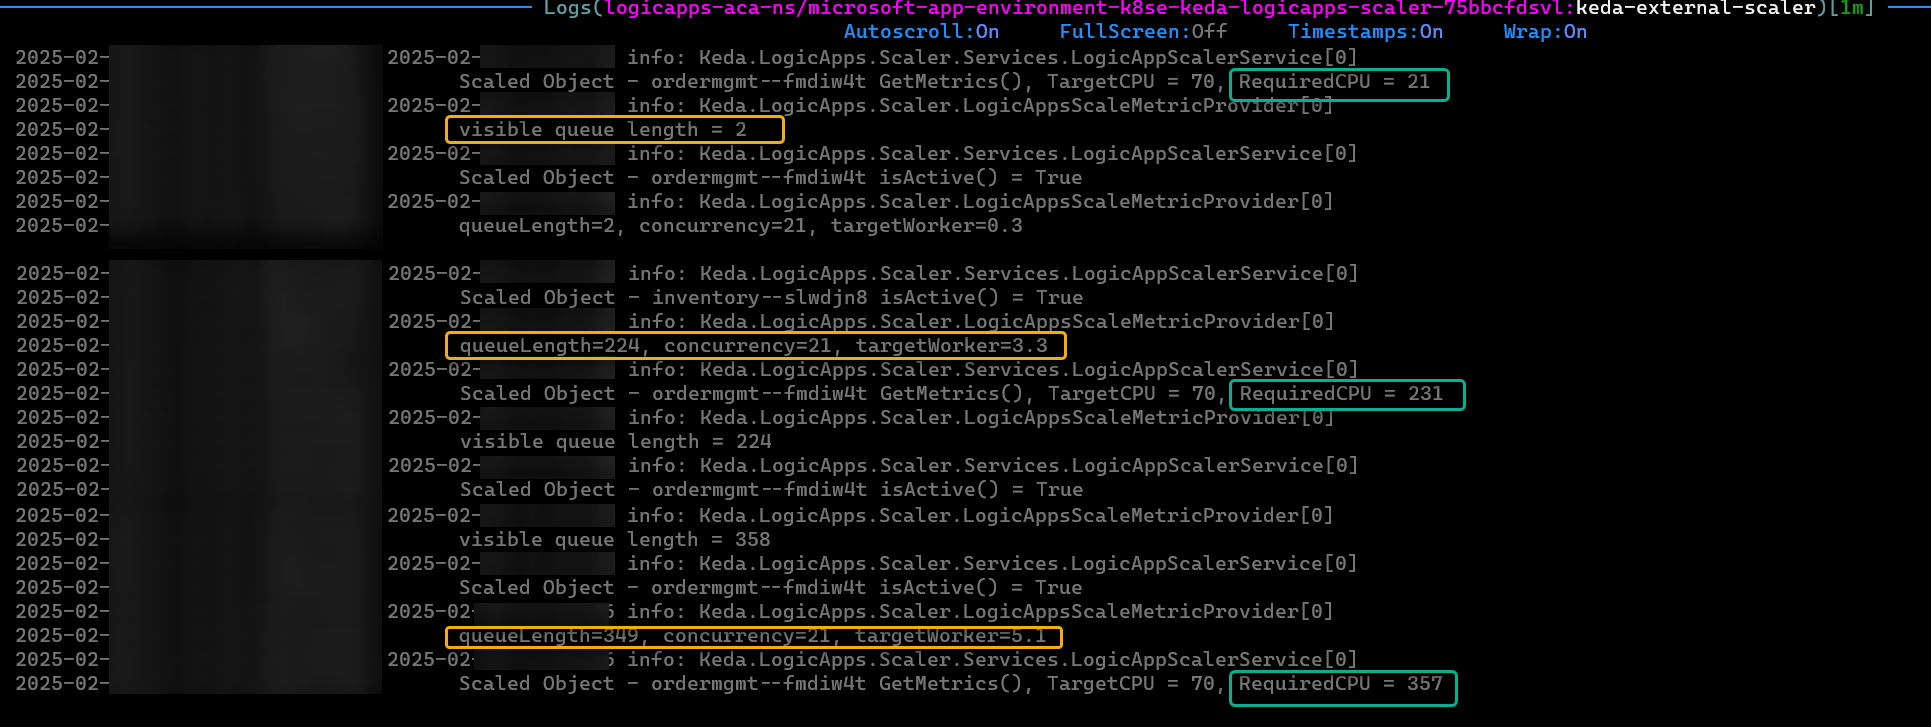 Logs(logicapps-aca-ns/microsoft-app-environment-k8se-keda-logicapps-scaler-75bbcfdsvl:keda-external-scaler)[1m]
Autoscroll:On FullScreen:Off Timestamps:On Wrap:On
2025-02- 2025-02- info: Keda.LogicApps.Scaler.Services.LogicAppScalerService[0]
2025-02- Scaled Object - ordermgmt--fmdiw4t GetMetrics(), TargetCPU = 70, RequiredCPU = 21
2025-02- 2025-02- info: Keda.LogicApps.Scaler.LogicAppsScaleMetricProvider[0]
2025-02- visible queue length = 2
2025-02- 2025-02- info: Keda.LogicApps.Scaler.Services.LogicAppScalerService[0]
2025-02- Scaled Object - ordermgmt--fmdiw4t isActive() = True
2025-02- 2025-02- info: Keda.LogicApps.Scaler.LogicAppsScaleMetricProvider[0]
2025-02- queueLength=2, concurrency=21, targetWorker=0.3
2025-02- 2025-02- info: Keda.LogicApps.Scaler.Services.LogicAppScalerService[0]
2025-02- Scaled Object - inventory--slwdjn8 isActive() = True
2025-02- 2025-02- info: Keda.LogicApps.Scaler.LogicAppsScaleMetricProvider[0]
2025-02- queueLength=224, concurrency=21, targetWorker=3.3
2025-02- 2025-02- info: Keda.LogicApps.Scaler.Services.LogicAppScalerService[0]
2025-02- Scaled Object - ordermgmt--fmdiw4t GetMetrics(), TargetCPU = 70, RequiredCPU = 231
2025-02- 2025-02- info: Keda.LogicApps.Scaler.LogicAppsScaleMetricProvider[0]
2025-02- visible queue length = 224
2025-02- 2025-02- info: Keda.LogicApps.Scaler.Services.LogicAppScalerService[0]
2025-02- Scaled Object - ordermgmt--fmdiw4t isActive() = True
2025-02- 2025-02- info: Keda.LogicApps.Scaler.LogicAppsScaleMetricProvider[0]
2025-02- visible queue length = 358
2025-02- 2025-02- info: Keda.LogicApps.Scaler.Services.LogicAppScalerService[0]
2025-02- Scaled Object - ordermgmt--fmdiw4t isActive() = True
2025-02- 2025-02- info: Keda.LogicApps.Scaler.LogicAppsScaleMetricProvider[0]
2025-02- queueLength=349, concurrency=21, targetWorker=5.1
2025-02- 2025-02- info: Keda.LogicApps.Scaler.Services.LogicAppScalerService[0]
2025-02- Scaled Object - ordermgmt--fmdiw4t GetMetrics(), TargetCPU = 70, RequiredCPU = 357